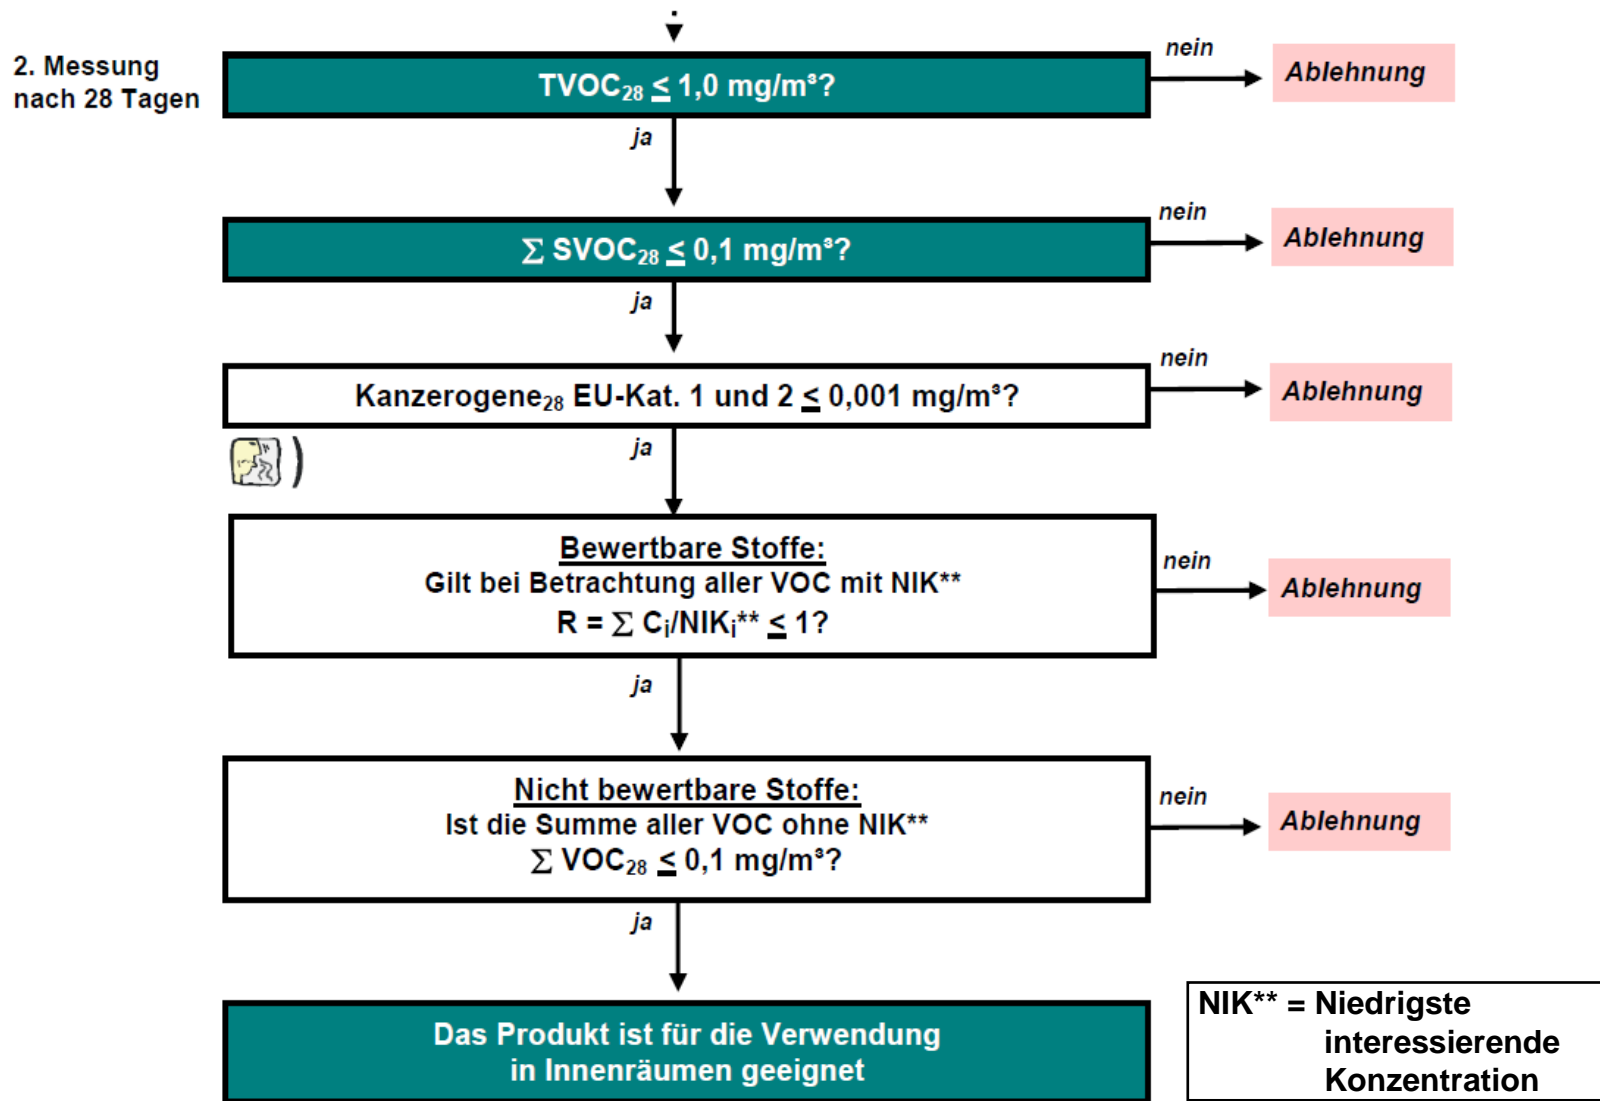 2. Messung
nach 28 Tagen
TVOC₂₈ ≤ 1,0 mg/m³?
nein
Ablehnung
ja
∑ SVOC₂₈ ≤ 0,1 mg/m³?
nein
Ablehnung
ja
Kanzerogene₂₈ EU-Kat. 1 und 2 ≤ 0,001 mg/m³?
nein
Ablehnung
)
ja
Bewertbare Stoffe:
Gilt bei Betrachtung aller VOC mit NIK**
R = ∑ Cᵢ/NIKᵢ** ≤ 1?
nein
Ablehnung
ja
Nicht bewertbare Stoffe:
Ist die Summe aller VOC ohne NIK**
∑ VOC₂₈ ≤ 0,1 mg/m³?
nein
Ablehnung
ja
Das Produkt ist für die Verwendung
in Innenräumen geeignet
NIK** = Niedrigste
interessierende
Konzentration